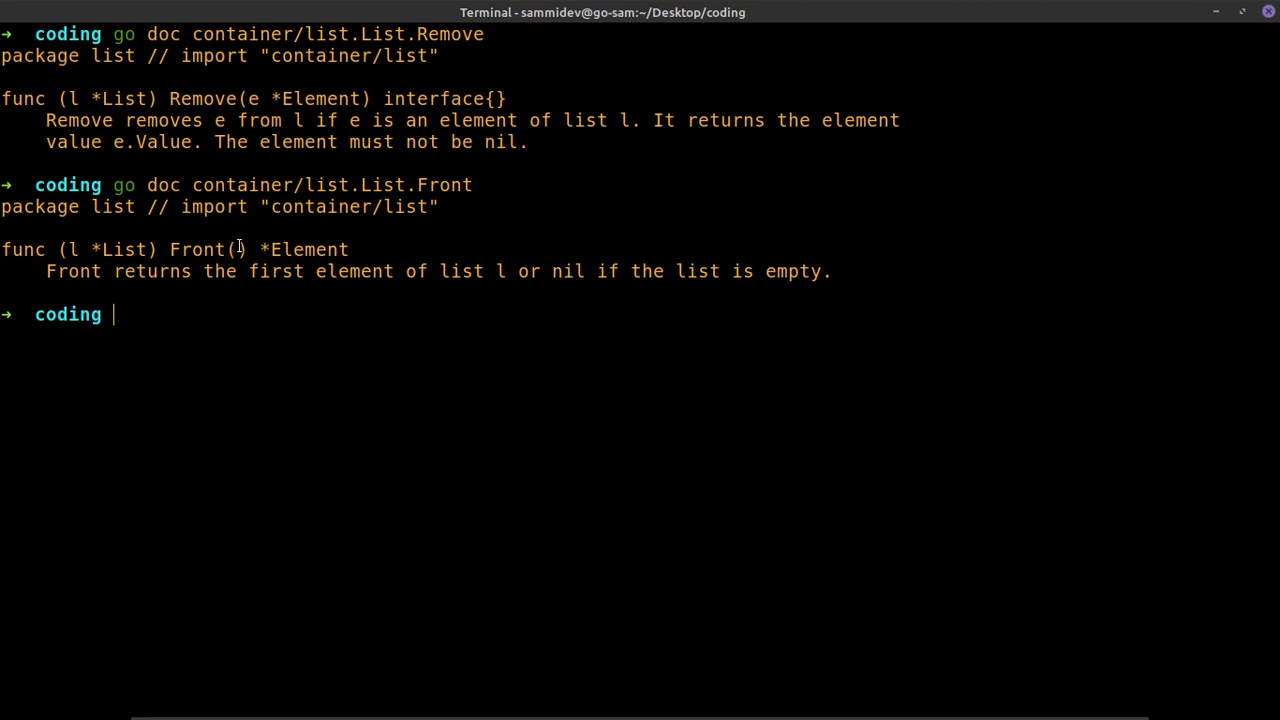 Terminal - sammidev@go-sam:~/Desktop/coding
→ coding go doc container/list.List.Remove
package list // import "container/list"
func (l *List) Remove(e *Element) interface{}
Remove removes e from l if e is an element of list l. It returns the element
value e.Value. The element must not be nil.
→ coding go doc container/list.List.Front
package list // import "container/list"
func (l *List) Front() *Element
Front returns the first element of list l or nil if the list is empty.
→ coding